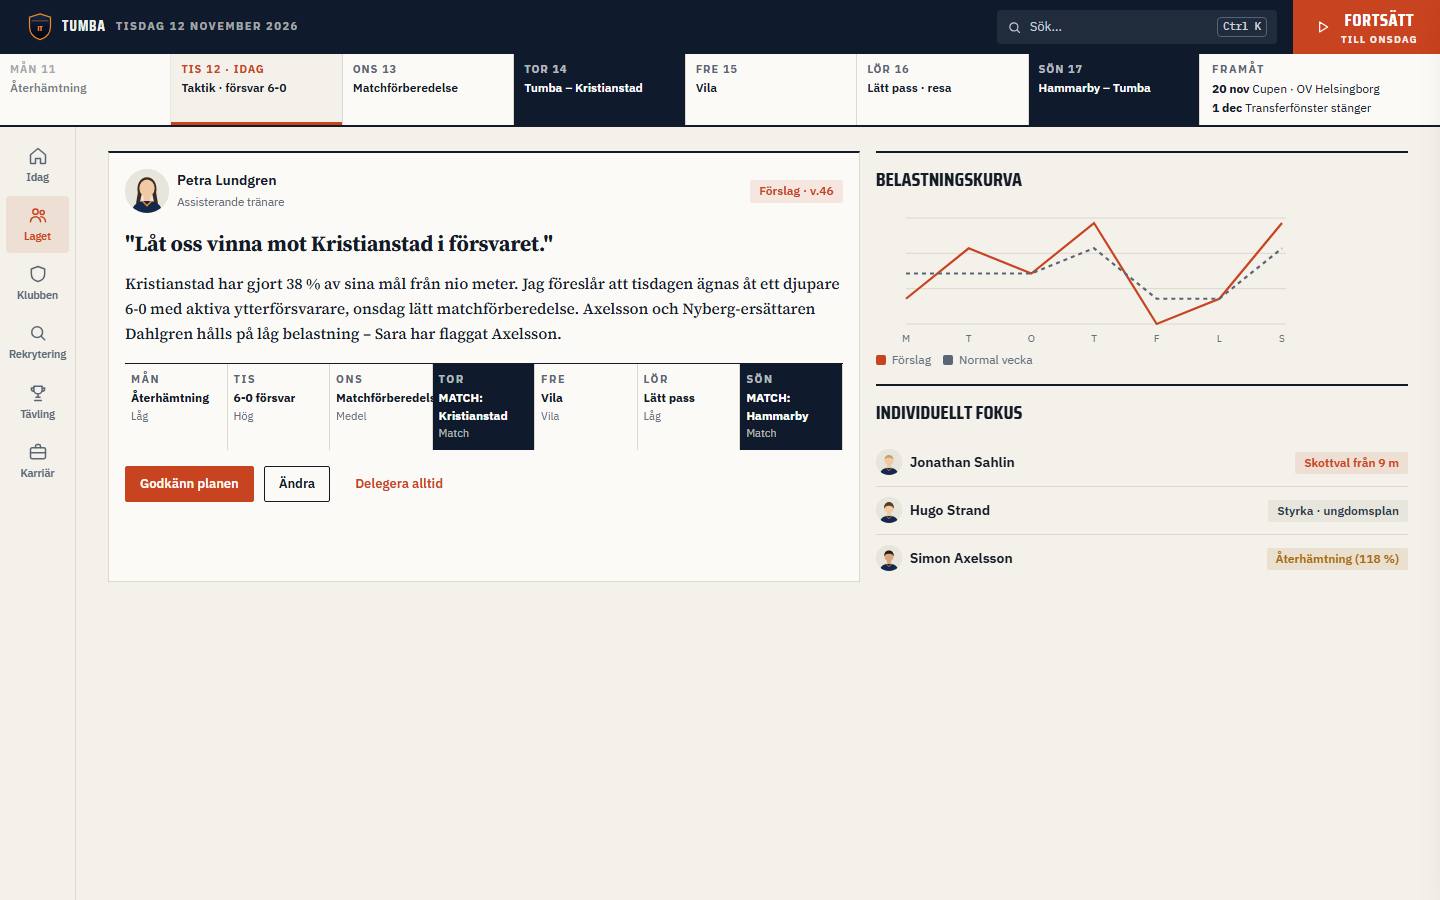 TUMBA TISDAG 12 NOVEMBER 2026
Sök... Ctrl K
FORTSÄTT
TILL ONSDAG
MÅN 11
Återhämtning
TIS 12 · IDAG
Taktik · försvar 6-0
ONS 13
Matchförberedelse
TOR 14
Tumba – Kristianstad
FRE 15
Vila
LÖR 16
Lätt pass · resa
SÖN 17
Hammarby – Tumba
FRAMÅT
20 nov Cupen · OV Helsingborg
1 dec Transferfönster stänger
Idag
Laget
Klubben
Rekrytering
Tävling
Karriär
Petra Lundgren
Assisterande tränare
Förslag · v.46
"Låt oss vinna mot Kristianstad i försvaret."
Kristianstad har gjort 38 % av sina mål från nio meter. Jag föreslår att tisdagen ägnas åt ett djupare
6-0 med aktiva ytterförsvarare, onsdag lätt matchförberedelse. Axelsson och Nyberg-ersättaren
Dahlgren hålls på låg belastning – Sara har flaggat Axelsson.
MÅN
Återhämtning
Låg
TIS
6-0 försvar
Hög
ONS
Matchförberedels
Medel
TOR
MATCH:
Kristianstad
Match
FRE
Vila
Vila
LÖR
Lätt pass
Låg
SÖN
MATCH:
Hammarby
Match
Godkänn planen
Ändra
Delegera alltid
BELASTNINGSKURVA
M T O T F L S
Förslag Normal vecka
INDIVIDUELLT FOKUS
Jonathan Sahlin
Skottval från 9 m
Hugo Strand
Styrka · ungdomsplan
Simon Axelsson
Återhämtning (118 %)